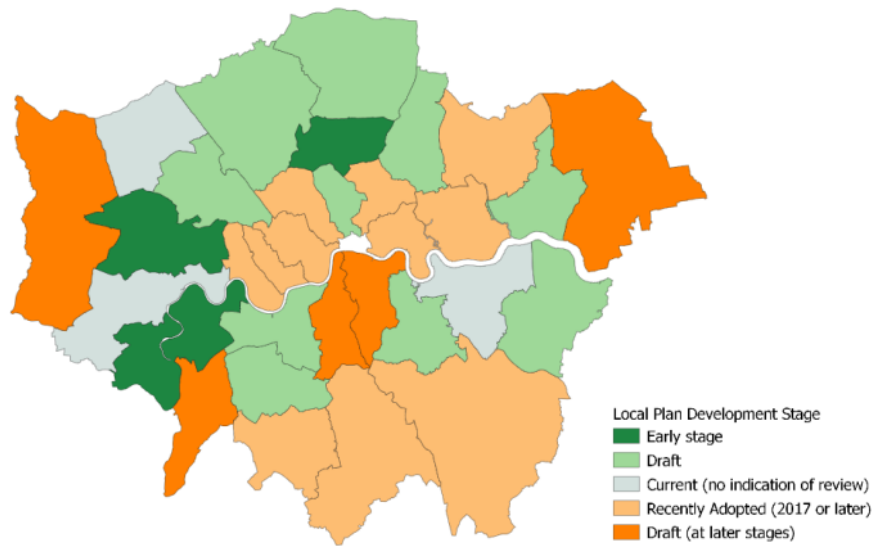 Local Plan Development Stage
Early stage
Draft
Current (no indication of review)
Recently Adopted (2017 or later)
Draft (at later stages)